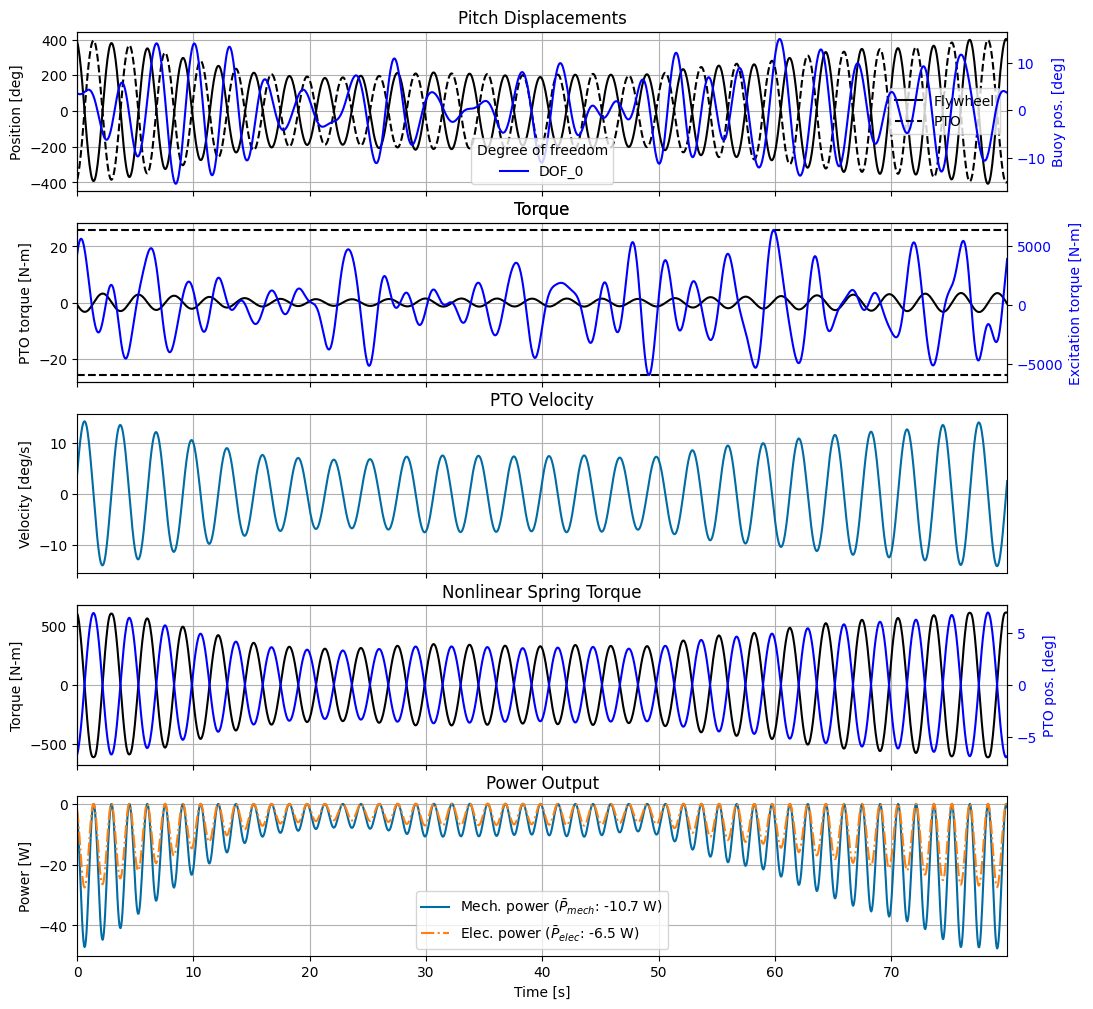 Pitch Displacements
Position [deg]
400
200
0
−200
−400
10
0
−10
Buoy pos. [deg]
Flywheel
PTO
Degree of freedom
DOF_0
Torque
PTO torque [N-m]
20
0
−20
5000
0
−5000
Excitation torque [N-m]
PTO Velocity
Velocity [deg/s]
10
0
−10
Nonlinear Spring Torque
Torque [N-m]
500
0
−500
5
0
−5
PTO pos. [deg]
Power Output
Power [W]
0
−20
−40
Mech. power (P̄mech: -10.7 W)
Elec. power (P̄elec: -6.5 W)
0 10 20 30 40 50 60 70
Time [s]